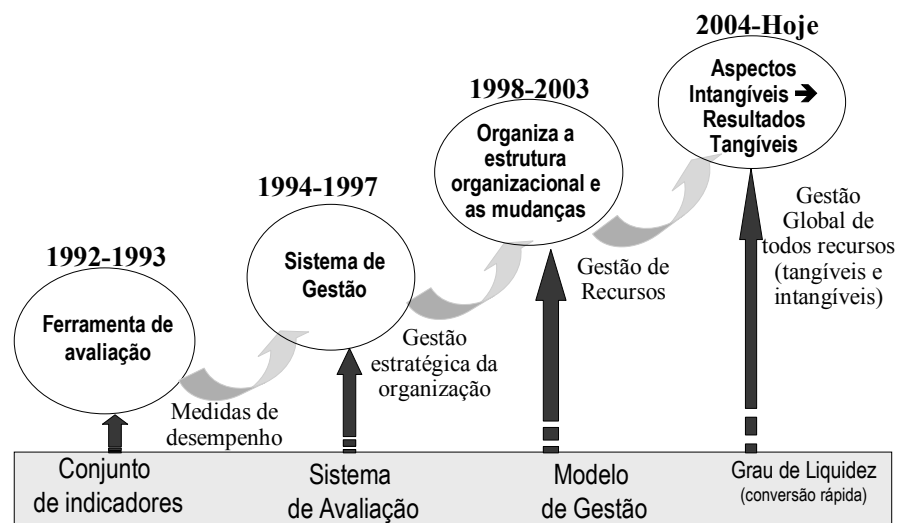 1992-1993
Ferramenta de
avaliação
Medidas de
desempenho
Conjunto
de indicadores
1994-1997
Sistema de
Gestão
Gestão
estratégica da
organização
Sistema
de Avaliação
1998-2003
Organiza a
estrutura
organizacional e
as mudanças
Gestão de
Recursos
Modelo
de Gestão
2004-Hoje
Aspectos
Intangíveis ➔
Resultados
Tangíveis
Gestão
Global de
todos recursos
(tangíveis e
intangíveis)
Grau de Liquidez
(conversão rápida)